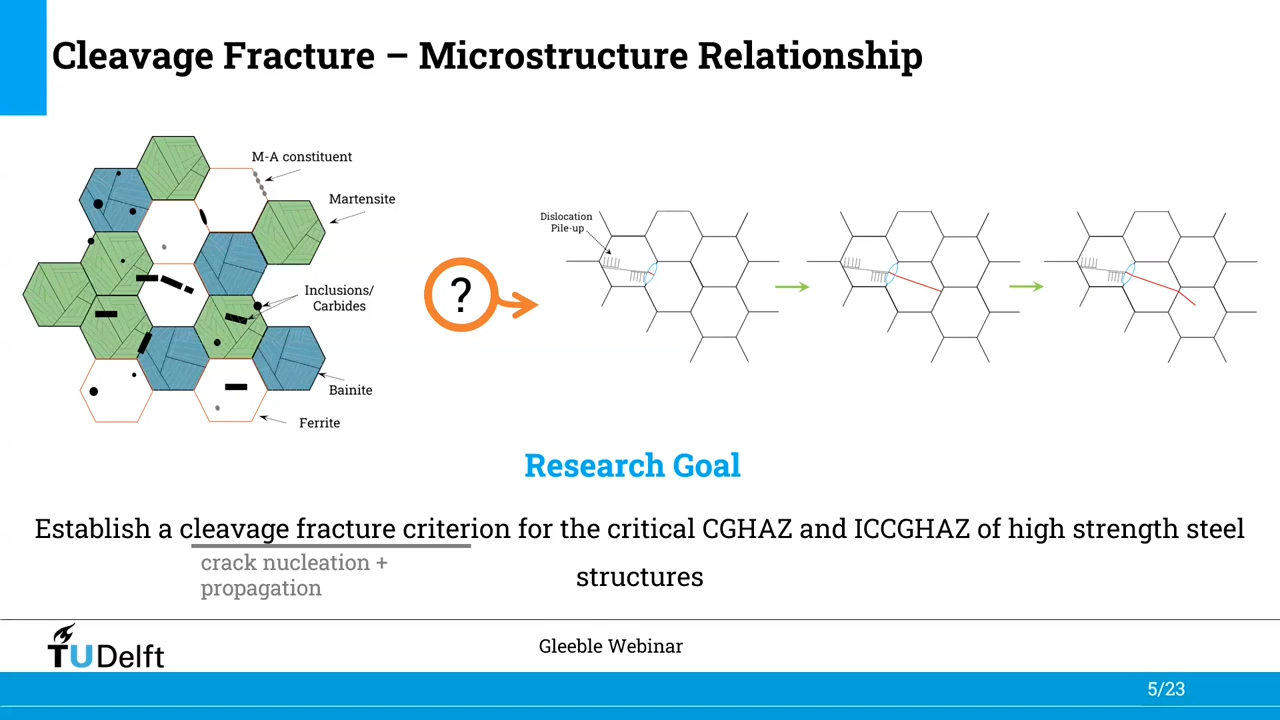 Cleavage Fracture – Microstructure Relationship
M-A constituent
Martensite
Inclusions/
Carbides
Bainite
Ferrite
?
Dislocation
Pile-up
Research Goal
Establish a cleavage fracture criterion for the critical CGHAZ and ICCGHAZ of high strength steel
structures
crack nucleation +
propagation
TUDelft
Gleeble Webinar
5/23